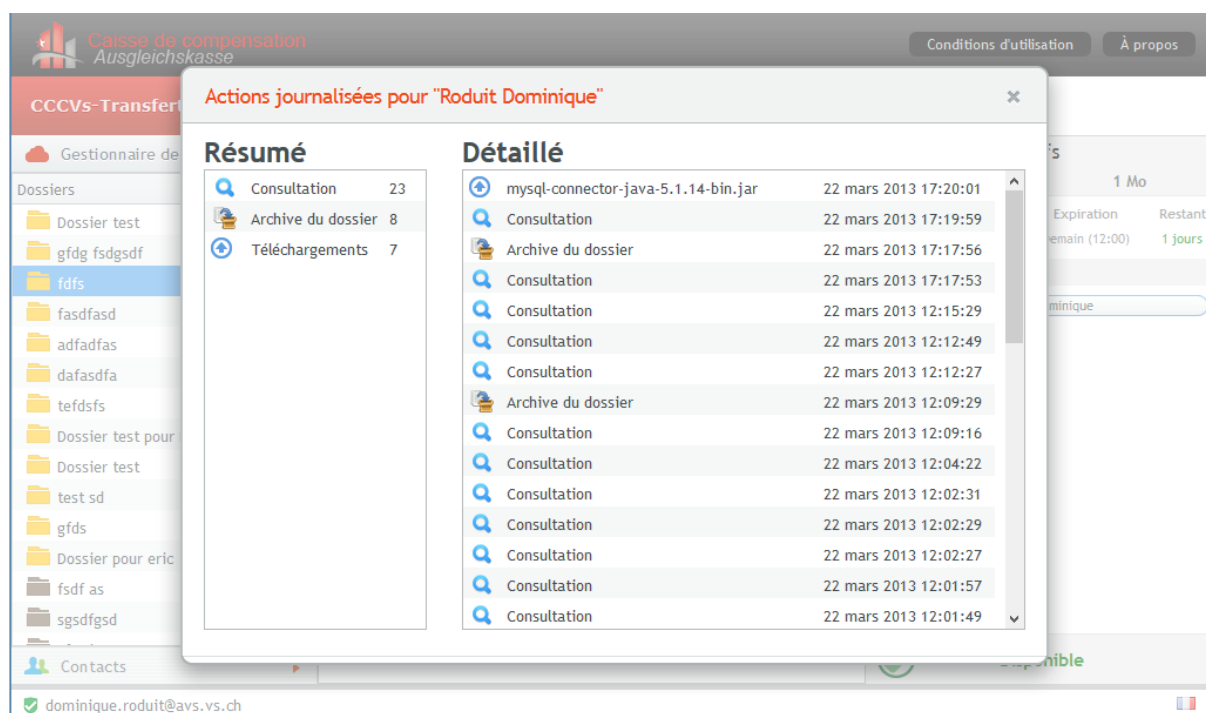 Caisse de compensation
Ausgleichskasse
Conditions d'utilisation
À propos
CCCVs-Transfert
Actions journalisées pour "Roduit Dominique"
×
Gestionnaire de
Dossiers
Dossier test
gfdg fsdgsdf
fdfs
fasdfasd
adfadfas
dafasdfa
tefdsfs
Dossier test pour
Dossier test
test sd
gfds
Dossier pour eric
fsdf as
sgsdfgsd
Contacts
Résumé
Consultation 23
Archive du dossier 8
Téléchargements 7
Détaillé
mysql-connector-java-5.1.14-bin.jar 22 mars 2013 17:20:01
Consultation 22 mars 2013 17:19:59
Archive du dossier 22 mars 2013 17:17:56
Consultation 22 mars 2013 17:17:53
Consultation 22 mars 2013 12:15:29
Consultation 22 mars 2013 12:12:49
Consultation 22 mars 2013 12:12:27
Archive du dossier 22 mars 2013 12:09:29
Consultation 22 mars 2013 12:09:16
Consultation 22 mars 2013 12:04:22
Consultation 22 mars 2013 12:02:31
Consultation 22 mars 2013 12:02:29
Consultation 22 mars 2013 12:02:27
Consultation 22 mars 2013 12:01:57
Consultation 22 mars 2013 12:01:49
1 Mo
Expiration Restant
emain (12:00) 1 jours
minique
nible
dominique.roduit@avs.vs.ch